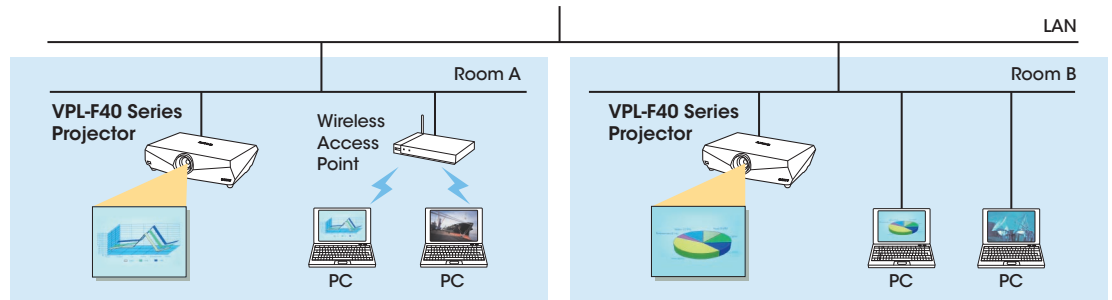 LAN
Room A
VPL-F40 Series
Projector
Wireless
Access
Point
PC
PC
Room B
VPL-F40 Series
Projector
PC
PC